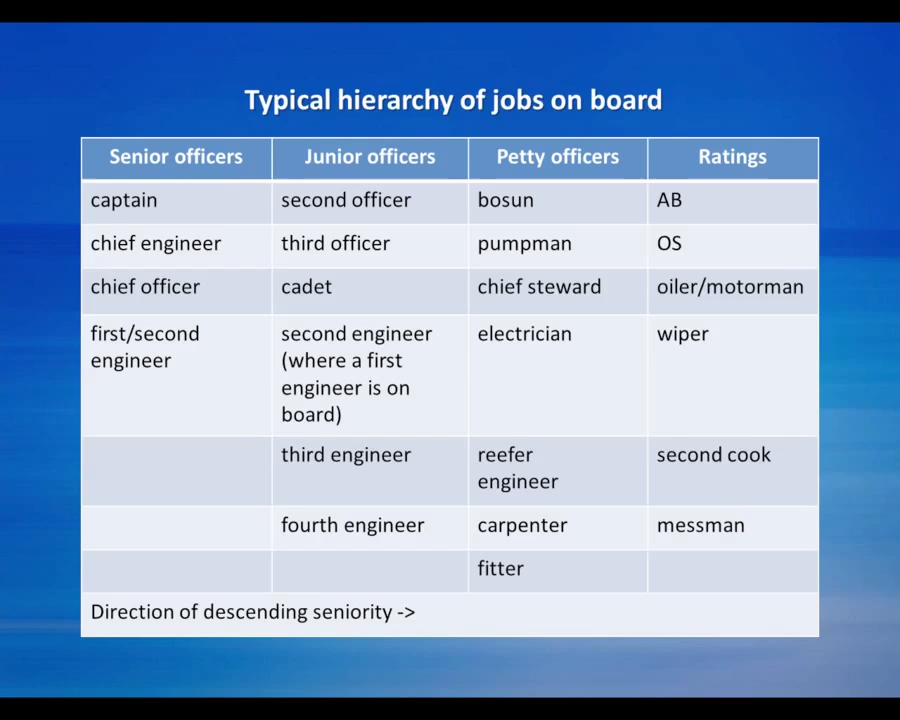 Typical hierarchy of jobs on board
Senior officers Junior officers Petty officers Ratings
captain second officer bosun AB
chief engineer third officer pumpman OS
chief officer cadet chief steward oiler/motorman
first/second second engineer electrician wiper
engineer (where a first
engineer is on
board)
third engineer reefer second cook
engineer
fourth engineer carpenter messman
fitter
Direction of descending seniority ->